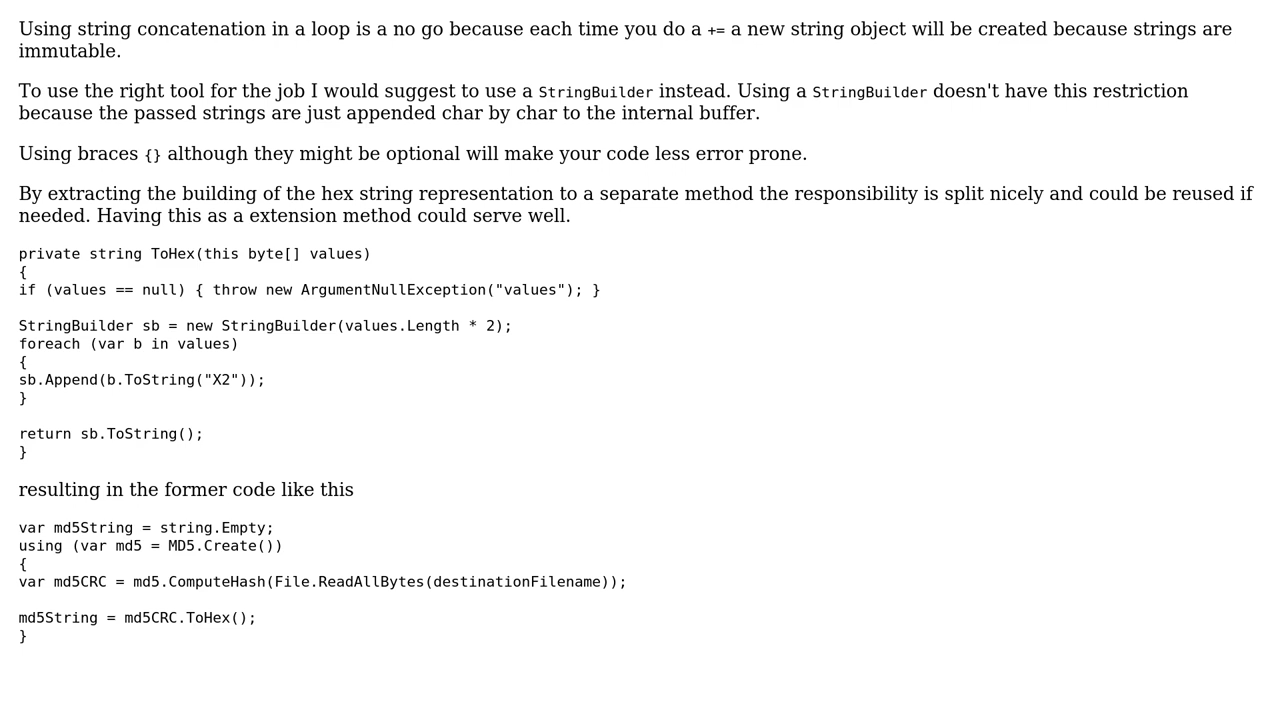 Using string concatenation in a loop is a no go because each time you do a += a new string object will be created because strings are
immutable.
To use the right tool for the job I would suggest to use a StringBuilder instead. Using a StringBuilder doesn't have this restriction
because the passed strings are just appended char by char to the internal buffer.
Using braces {} although they might be optional will make your code less error prone.
By extracting the building of the hex string representation to a separate method the responsibility is split nicely and could be reused if
needed. Having this as a extension method could serve well.
private string ToHex(this byte[] values)
{
if (values == null) { throw new ArgumentNullException("values"); }
StringBuilder sb = new StringBuilder(values.Length * 2);
foreach (var b in values)
{
sb.Append(b.ToString("X2"));
}
return sb.ToString();
}
resulting in the former code like this
var md5String = string.Empty;
using (var md5 = MD5.Create())
{
var md5CRC = md5.ComputeHash(File.ReadAllBytes(destinationFilename));
md5String = md5CRC.ToHex();
}